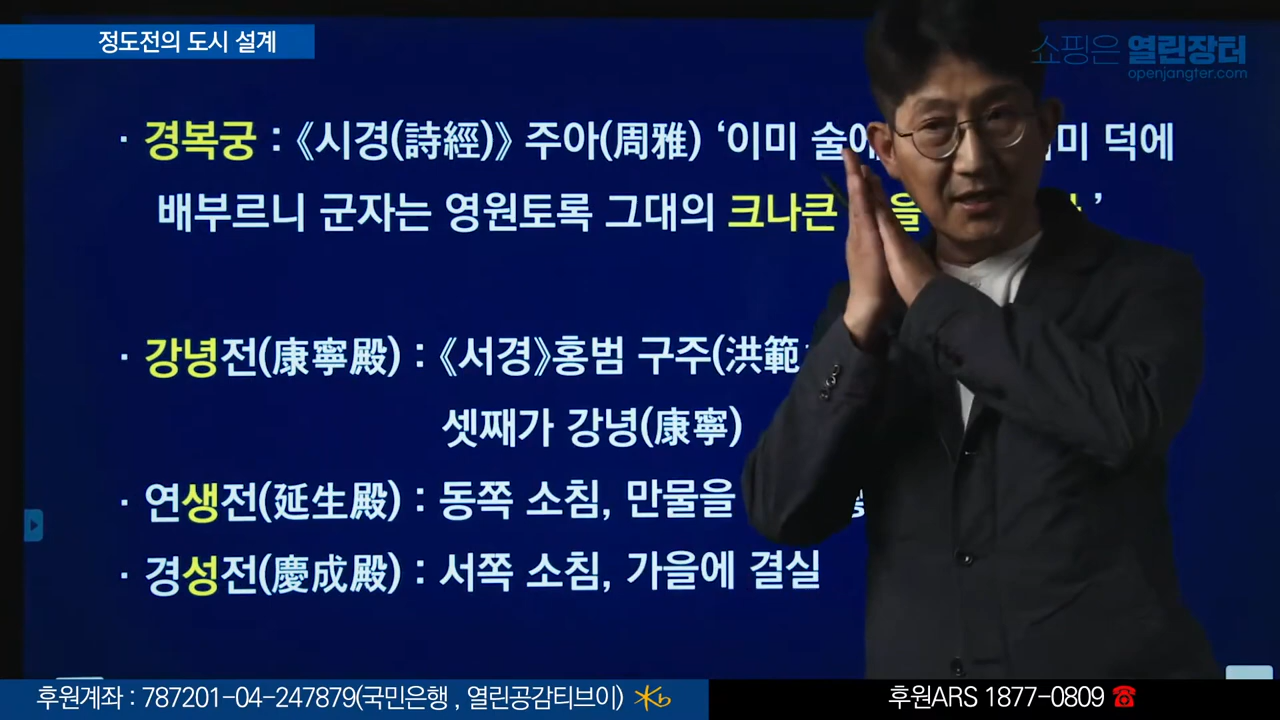 정도전의 도시 설계
쇼핑은 열린장터
openjangter.com
· 경복궁 : 《시경(詩經)》 주아(周雅) ‘이미 덕에
배부르니 군자는 영원토록 그대의 크나큰 을 ’
· 강녕전(康寧殿) : 《서경》홍범 구주(洪範
셋째가 강녕(康寧)
· 연생전(延生殿) : 동쪽 소침, 만물을
· 경성전(慶成殿) : 서쪽 소침, 가을에 결실
후원계좌 : 787201-04-247879(국민은행 , 열린공감티브이) Kb
후원ARS 1877-0809